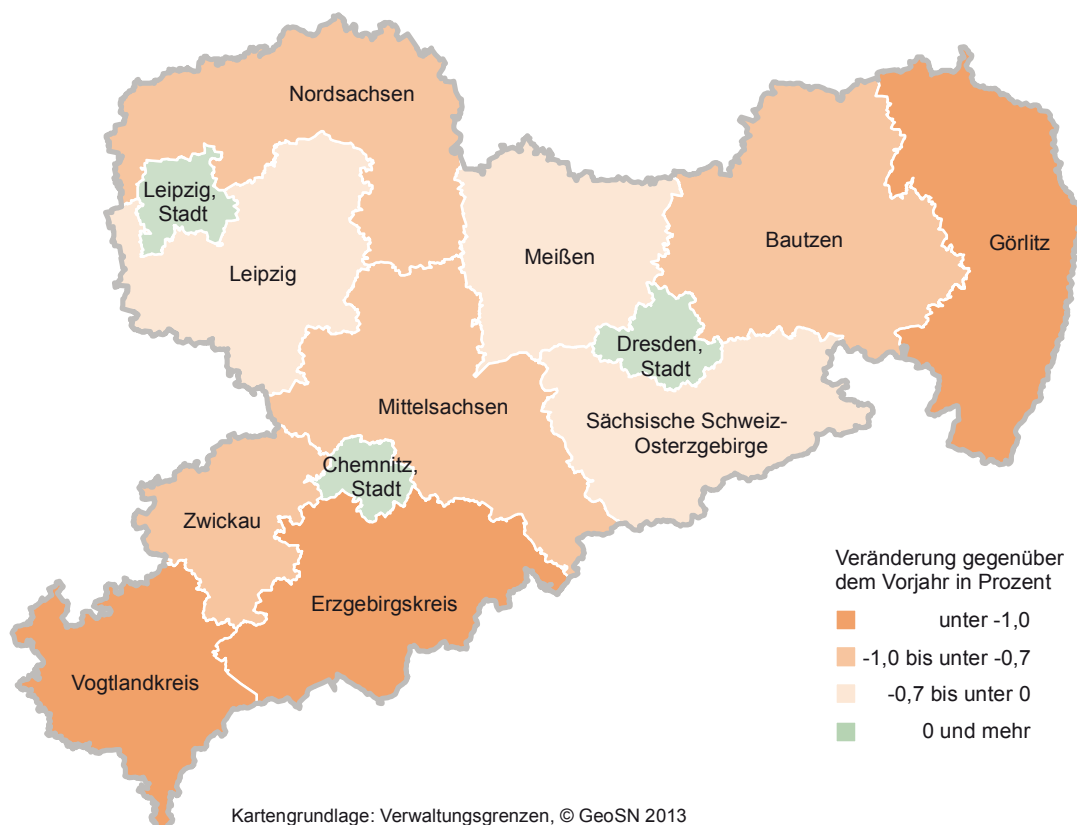 Nordsachsen
Leipzig,
Stadt
Leipzig
Meißen
Bautzen
Görlitz
Dresden,
Stadt
Mittelsachsen
Sächsische Schweiz-
Osterzgebirge
Chemnitz,
Stadt
Zwickau
Erzgebirgskreis
Vogtlandkreis
Veränderung gegenüber
dem Vorjahr in Prozent
unter -1,0
-1,0 bis unter -0,7
-0,7 bis unter 0
0 und mehr
Kartengrundlage: Verwaltungsgrenzen, © GeoSN 2013